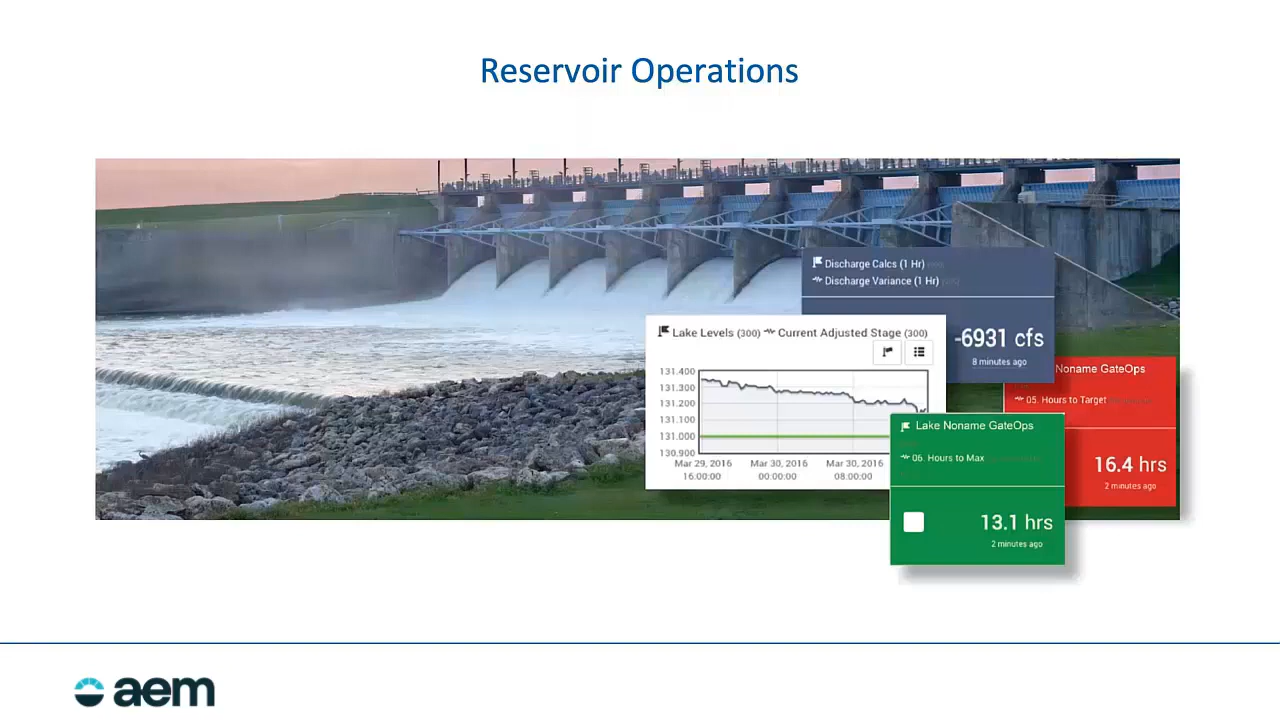 Reservoir Operations
Discharge Calcs (1 Hr)
Discharge Variance (1 Hr)
-6931 cfs
8 minutes ago
Lake Levels (300) Current Adjusted Stage (300)
131.400
131.300
131.200
131.100
131.000
130.900
Mar 29, 2016 Mar 30, 2016 Mar 30, 2016
16:00:00 00:00:00 08:00:00
Noname GateOps
05. Hours to Target
16.4 hrs
2 minutes ago
Lake Noname GateOps
06. Hours to Max
13.1 hrs
2 minutes ago
aem